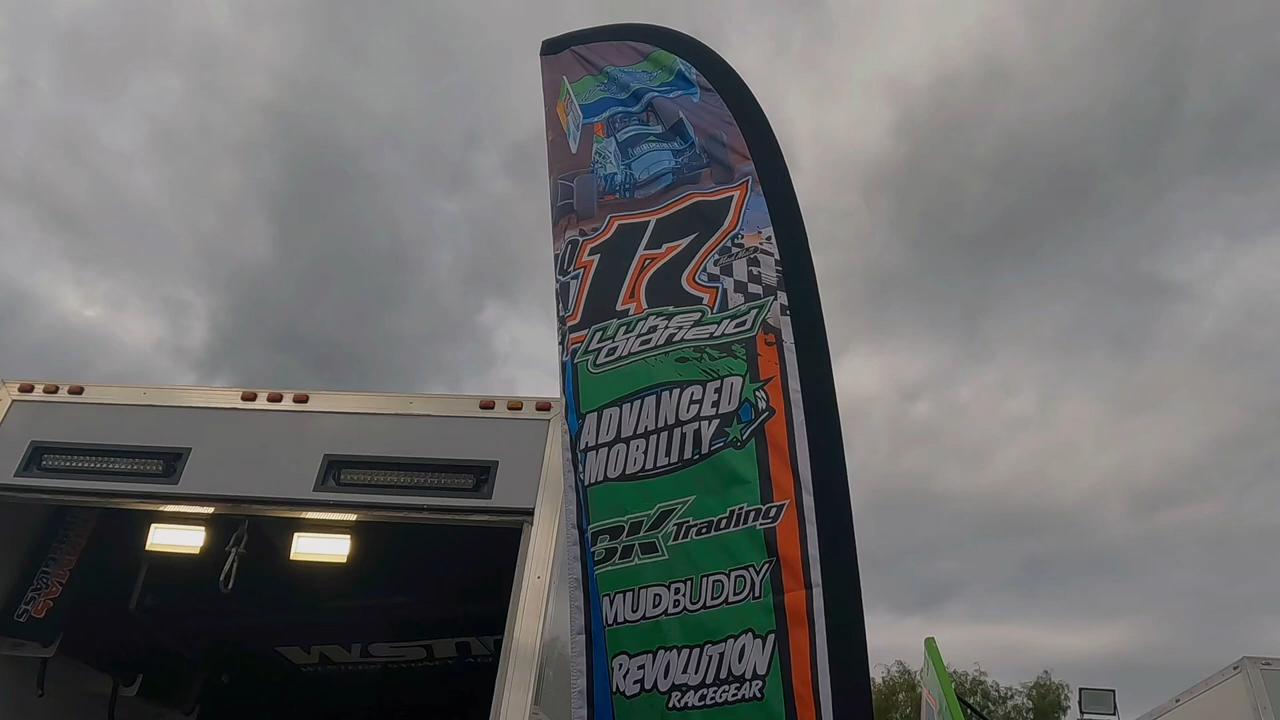 17
Luke
Oldfield
ADVANCED
MOBILITY
BK Trading
MUDBUDDY
REVOLUTION
RACEGEAR